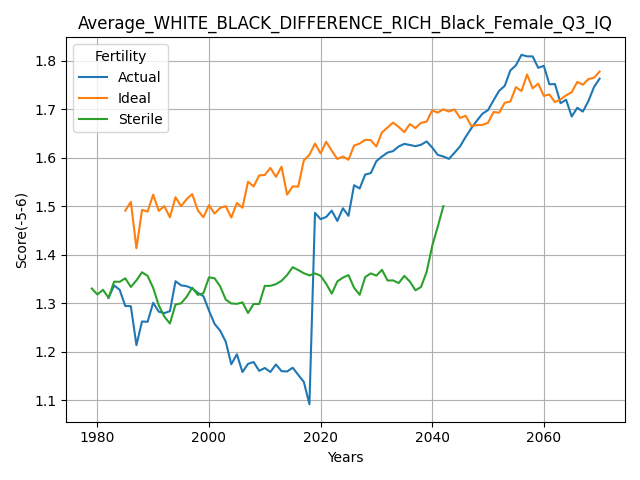 Average_WHITE_BLACK_DIFFERENCE_RICH_Black_Female_Q3_IQ
Fertility
Actual
Ideal
Sterile
Score(-5-6)
1.8
1.7
1.6
1.5
1.4
1.3
1.2
1.1
1980 2000 2020 2040 2060
Years